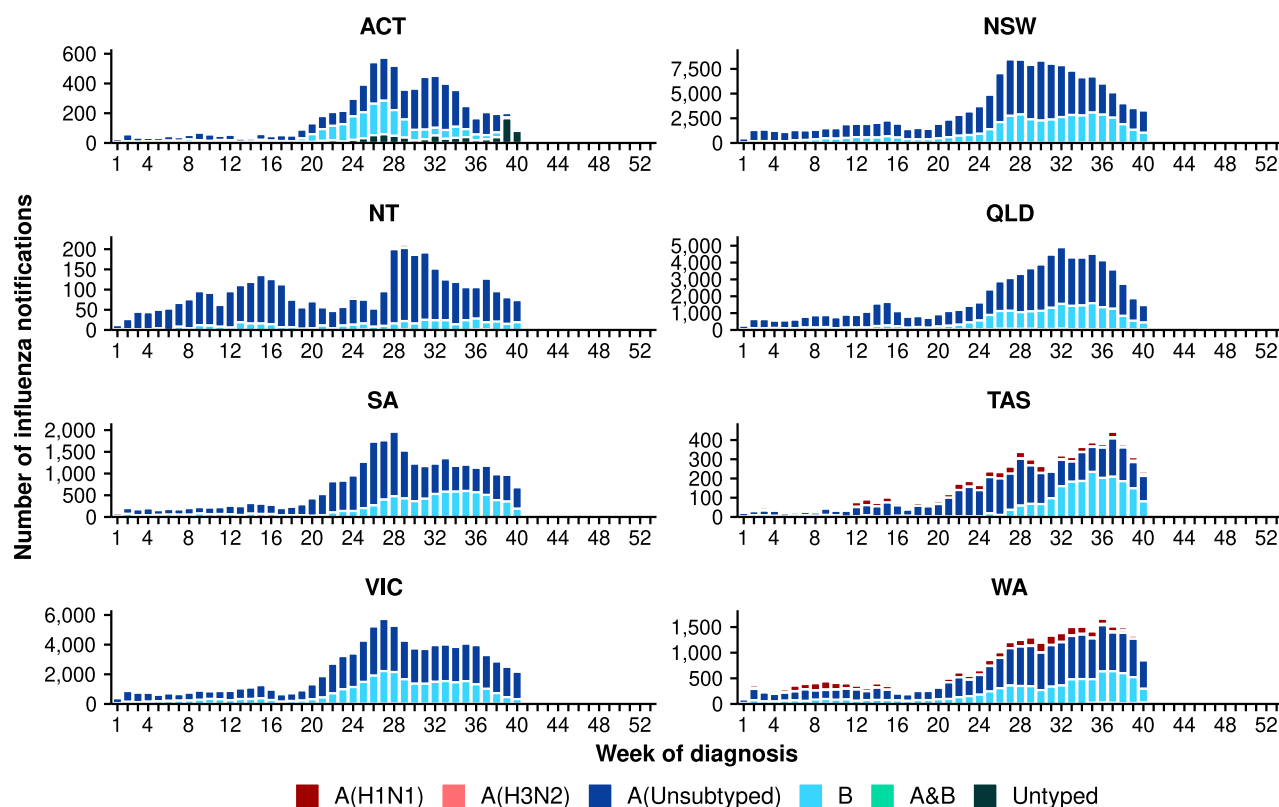 ACT
600
400
200
0
1 4 8 12 16 20 24 28 32 36 40 44 48 52
NSW
7,500
5,000
2,500
0
1 4 8 12 16 20 24 28 32 36 40 44 48 52
NT
200
150
100
50
0
1 4 8 12 16 20 24 28 32 36 40 44 48 52
QLD
5,000
4,000
3,000
2,000
1,000
0
1 4 8 12 16 20 24 28 32 36 40 44 48 52
SA
2,000
1,500
1,000
500
0
1 4 8 12 16 20 24 28 32 36 40 44 48 52
TAS
400
300
200
100
0
1 4 8 12 16 20 24 28 32 36 40 44 48 52
VIC
6,000
4,000
2,000
0
1 4 8 12 16 20 24 28 32 36 40 44 48 52
WA
1,500
1,000
500
0
1 4 8 12 16 20 24 28 32 36 40 44 48 52
Number of influenza notifications
Week of diagnosis
A(H1N1) A(H3N2) A(Unsubtyped) B A&B Untyped